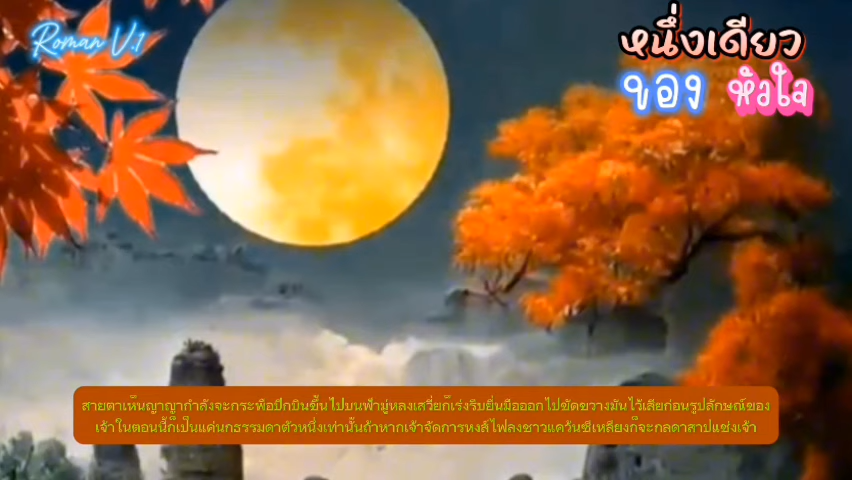 Roman V.1
หนึ่งเดียว
ของ หัวใจ
สายตาเห็นญาญากำลังจะกระพือปีกบินขึ้นไปบนฟ้ามู่หลงเสวี่ยก็เร่งรีบยื่นมือออกไปขัดขวางมันไว้เสียก่อนรูปลักษณ์ของ
เจ้าในตอนนี้ก็เป็นแค่นกธรรมดาตัวหนึ่งเท่านั้นถ้าหากเจ้าจัดการหงส์ไฟลงชาวแคว้นซีเหลียงก็จะกลดาสาปแช่งเจ้า